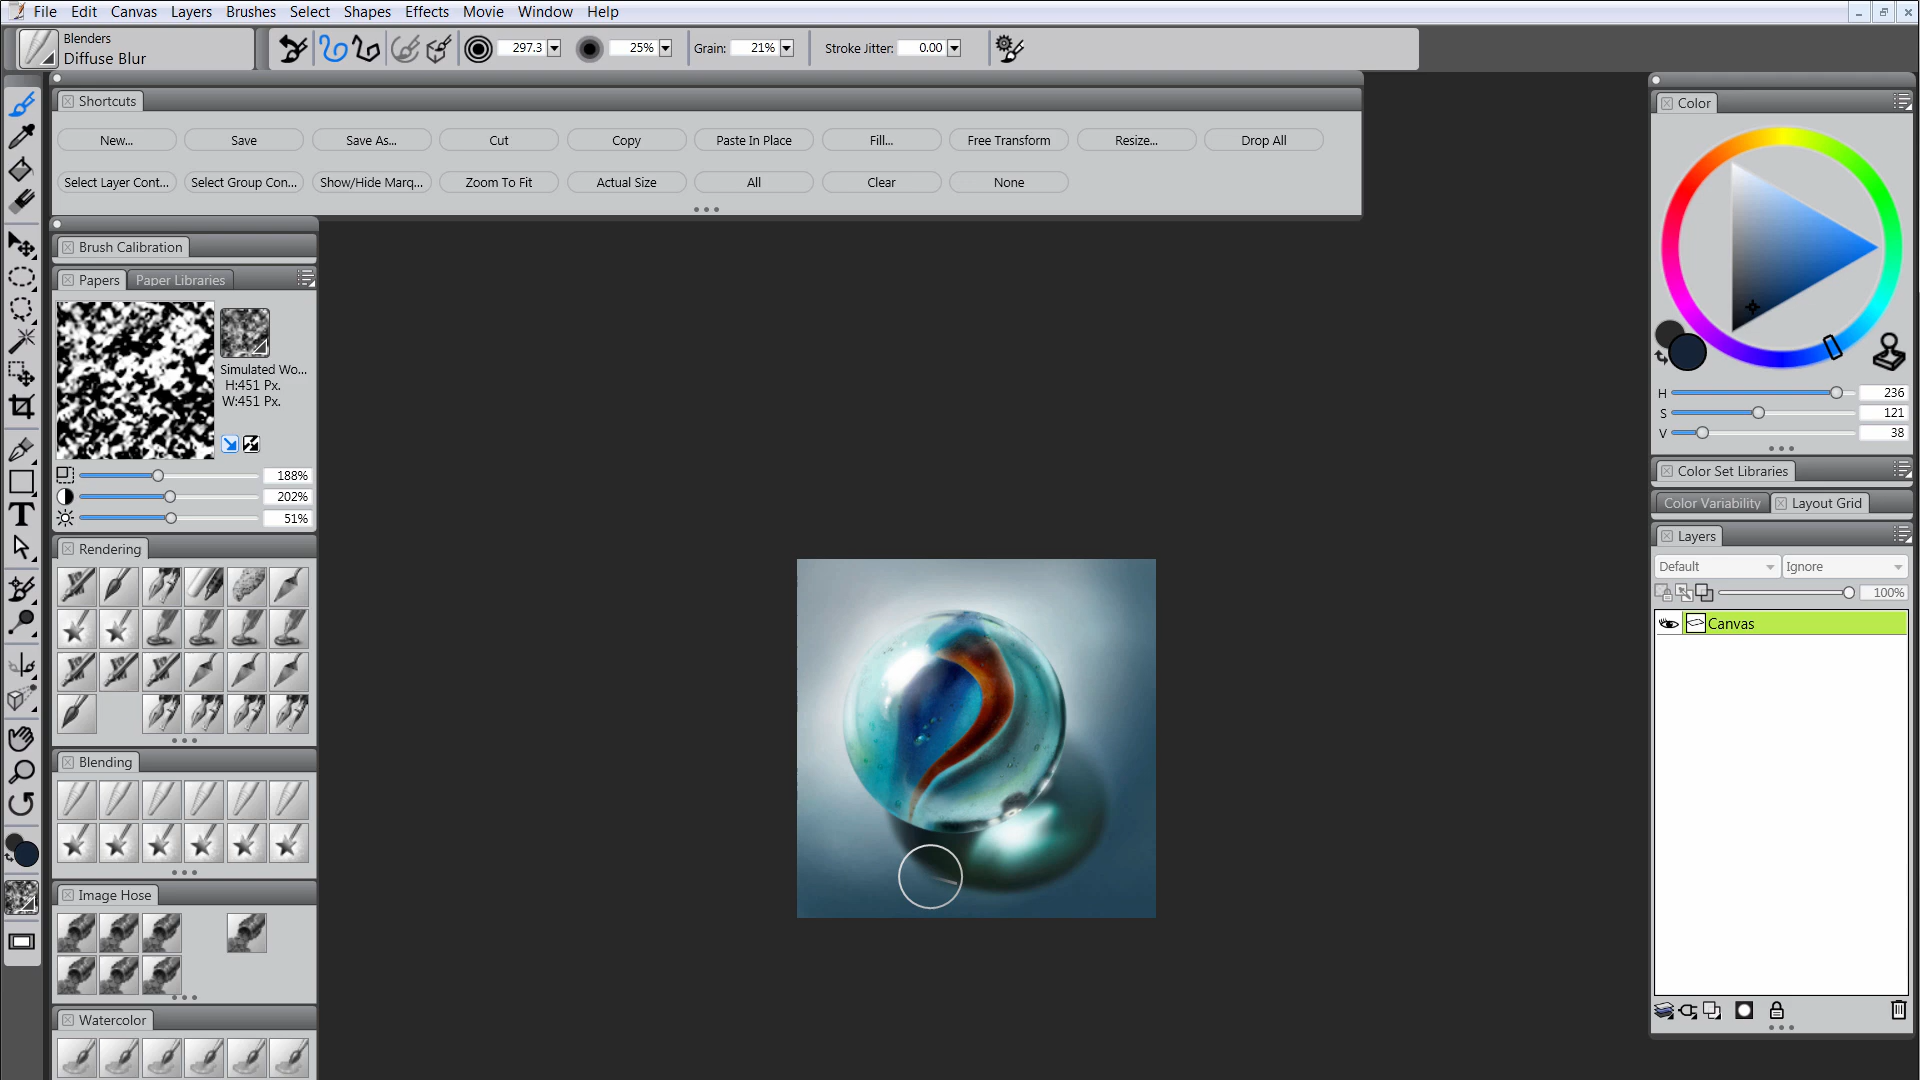 File Edit Canvas Layers Brushes Select Shapes Effects Movie Window Help
Blenders
Diffuse Blur
297.3 25% Grain: 21% Stroke Jitter: 0.00
Shortcuts
New... Save Save As... Cut Copy Paste In Place Fill... Free Transform Resize... Drop All
Select Layer Cont... Select Group Con... Show/Hide Marq... Zoom To Fit Actual Size All Clear None
Brush Calibration
Papers Paper Libraries
Simulated Wo...
H:451 Px.
W:451 Px.
188%
202%
51%
Rendering
Blending
Image Hose
Watercolor
Color
H 236
S 121
V 38
Color Set Libraries
Color Variability Layout Grid
Layers
Default Ignore
100%
Canvas